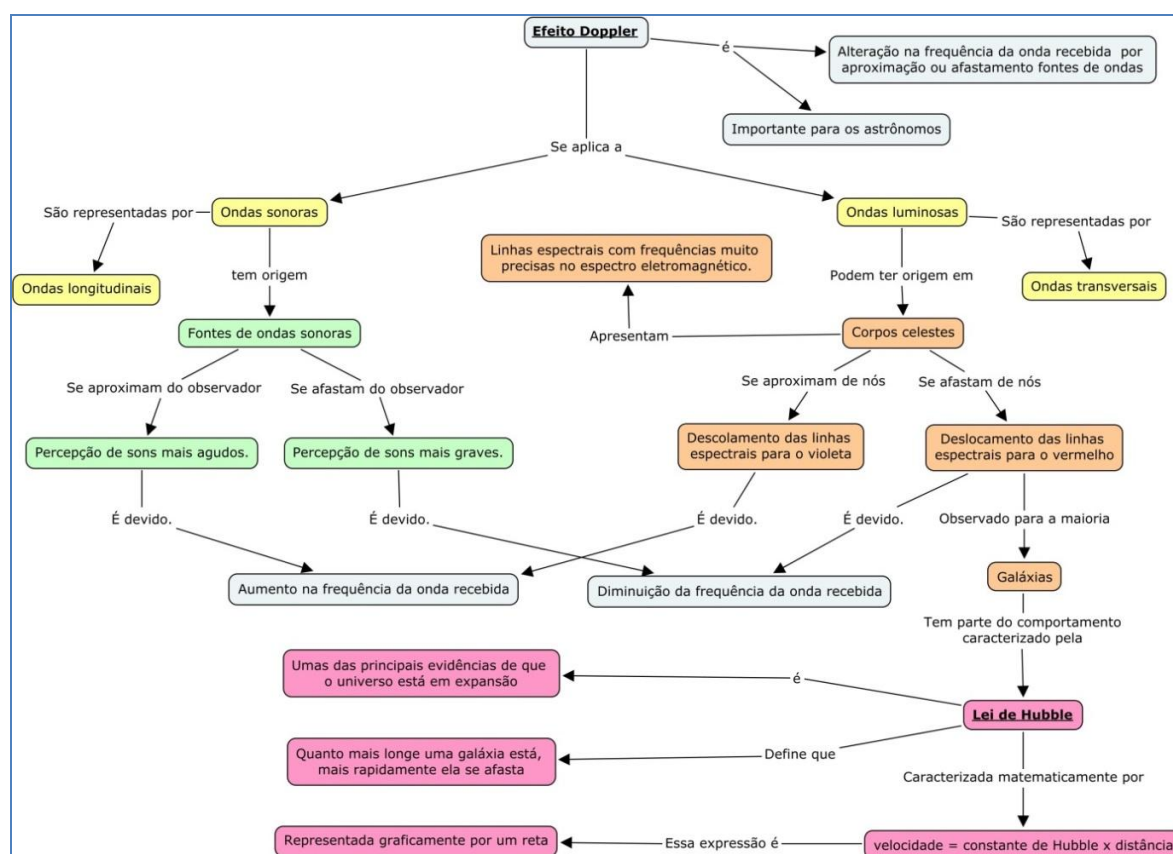 Efeito Doppler
é
Alteração na frequência da onda recebida por
aproximação ou afastamento fontes de ondas
Importante para os astrônomos
Se aplica a
São representadas por
Ondas sonoras
Ondas luminosas
São representadas por
Linhas espectrais com frequências muito
precisas no espectro eletromagnético.
tem origem
Podem ter origem em
Ondas longitudinais
Ondas transversais
Fontes de ondas sonoras
Apresentam
Corpos celestes
Se aproximam do observador
Se afastam do observador
Se aproximam de nós
Se afastam de nós
Percepção de sons mais agudos.
Percepção de sons mais graves.
Descolamento das linhas
espectrais para o violeta
Deslocamento das linhas
espectrais para o vermelho
É devido.
É devido.
É devido.
É devido.
Observado para a maioria
Aumento na frequência da onda recebida
Diminuição da frequência da onda recebida
Galáxias
Tem parte do comportamento
caracterizado pela
Umas das principais evidências de que
o universo está em expansão
é
Lei de Hubble
Quanto mais longe uma galáxia está,
mais rapidamente ela se afasta
Define que
Caracterizada matematicamente por
Representada graficamente por um reta
Essa expressão é
velocidade = constante de Hubble x distância